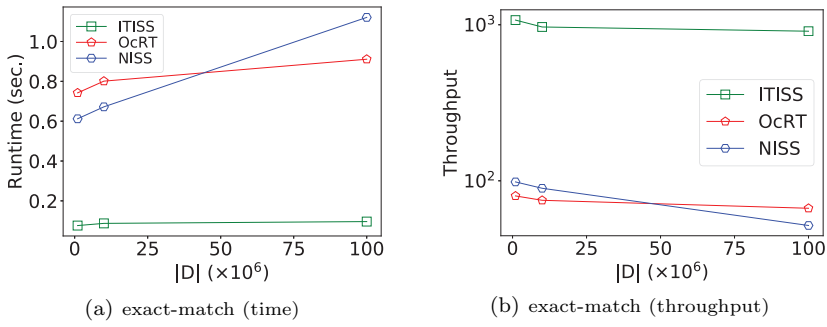 ITISS
OcRT
NISS
1.0
0.8
0.6
0.4
0.2
Runtime (sec.)
0 25 50 75 100
|D| (×10⁶)
(a) exact-match (time)
10³
10²
Throughput
ITISS
OcRT
NISS
0 25 50 75 100
|D| (×10⁶)
(b) exact-match (throughput)